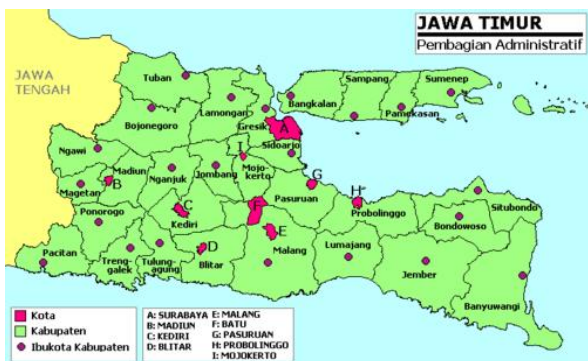 JAWA TIMUR
Pembagian Administratif
JAWA
TENGAH
Tuban
Lamongan
Bojonegoro
Gresik
Bangkalan
Sampang
Sumenep
Pamekasan
A
Sidoarjo
Ngawi
Madiun
B
Magetan
Nganjuk
Jombang
I
Mojo-
kerto
G
Pasuruan
H
Probolinggo
Situbondo
Bondowoso
Ponorogo
C
Kediri
F
E
Malang
Pacitan
Treng-
galek
Tulung-
agung
D
Blitar
Lumajang
Jember
Banyuwangi
Kota
Kabupaten
Ibukota Kabupaten
A: SURABAYA E: MALANG
B: MADIUN F: BATU
C: KEDIRI G: PASURUAN
D: BLITAR H: PROBOLINGGO
I: MOJOKERTO